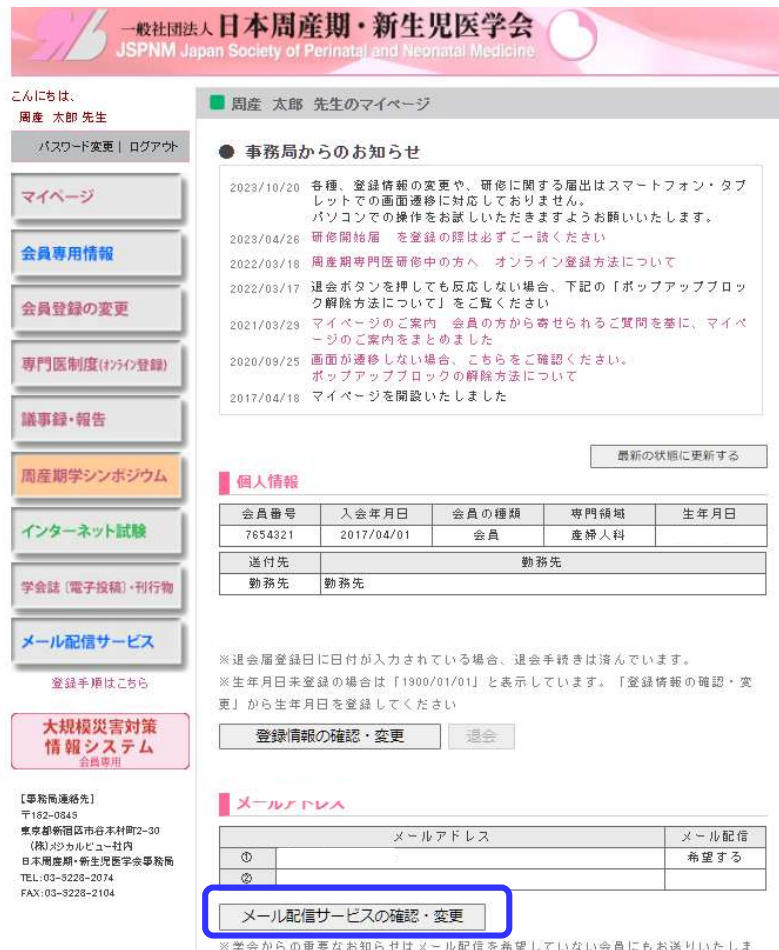 一般社団法人 日本周産期・新生児医学会
JSPNM Japan Society of Perinatal and Neonatal Medicine
こんにちは、
周産 太郎 先生
パスワード変更 | ログアウト
マイページ
会員専用情報
会員登録の変更
専門医制度(オンライン登録)
議事録・報告
周産期学シンポジウム
インターネット試験
学会誌〔電子投稿〕・刊行物
メール配信サービス
登録手順はこちら
大規模災害対策
情報システム
会員専用
【事務局連絡先】
〒162-0845
東京都新宿区市谷本村町2-30
(株)メジカルビュー社内
日本周産期・新生児医学会事務局
TEL:03-5228-2074
FAX:03-5228-2104
周産 太郎 先生のマイページ
● 事務局からのお知らせ
2023/10/20 各種、登録情報の変更や、研修に関する届出はスマートフォン・タブ
レットでの画面遷移に対応しておりません。
パソコンでの操作をお試しいただきますようお願いいたします。
2023/04/26 研修開始届 を登録の際は必ずご一読ください
2022/03/18 周産期専門医研修中の方へ オンライン登録方法について
2022/03/17 退会ボタンを押しても反応しない場合、下記の「ポップアップブロッ
ク解除方法について」をご覧ください
2021/03/29 マイページのご案内 会員の方から寄せられるご質問を基に、マイペ
ージのご案内をまとめました
2020/09/25 画面が遷移しない場合、こちらをご確認ください。
ポップアップブロックの解除方法について
2017/04/18 マイページを開設いたしました
最新の状態に更新する
個人情報
会員番号 入会年月日 会員の種類 専門領域 生年月日
7654321 2017/04/01 会員 産婦人科
送付先 勤務先
勤務先 勤務先
※退会届登録日に日付が入力されている場合、退会手続きは済んでいます。
※生年月日未登録の場合は「1900/01/01」と表示しています。「登録情報の確認・変
更」から生年月日を登録してください
登録情報の確認・変更 退会
メールアドレス
メールアドレス メール配信
① 希望する
②
メール配信サービスの確認・変更
※学会からの重要なお知らせはメール配信を希望していない会員にもお送りいたしま